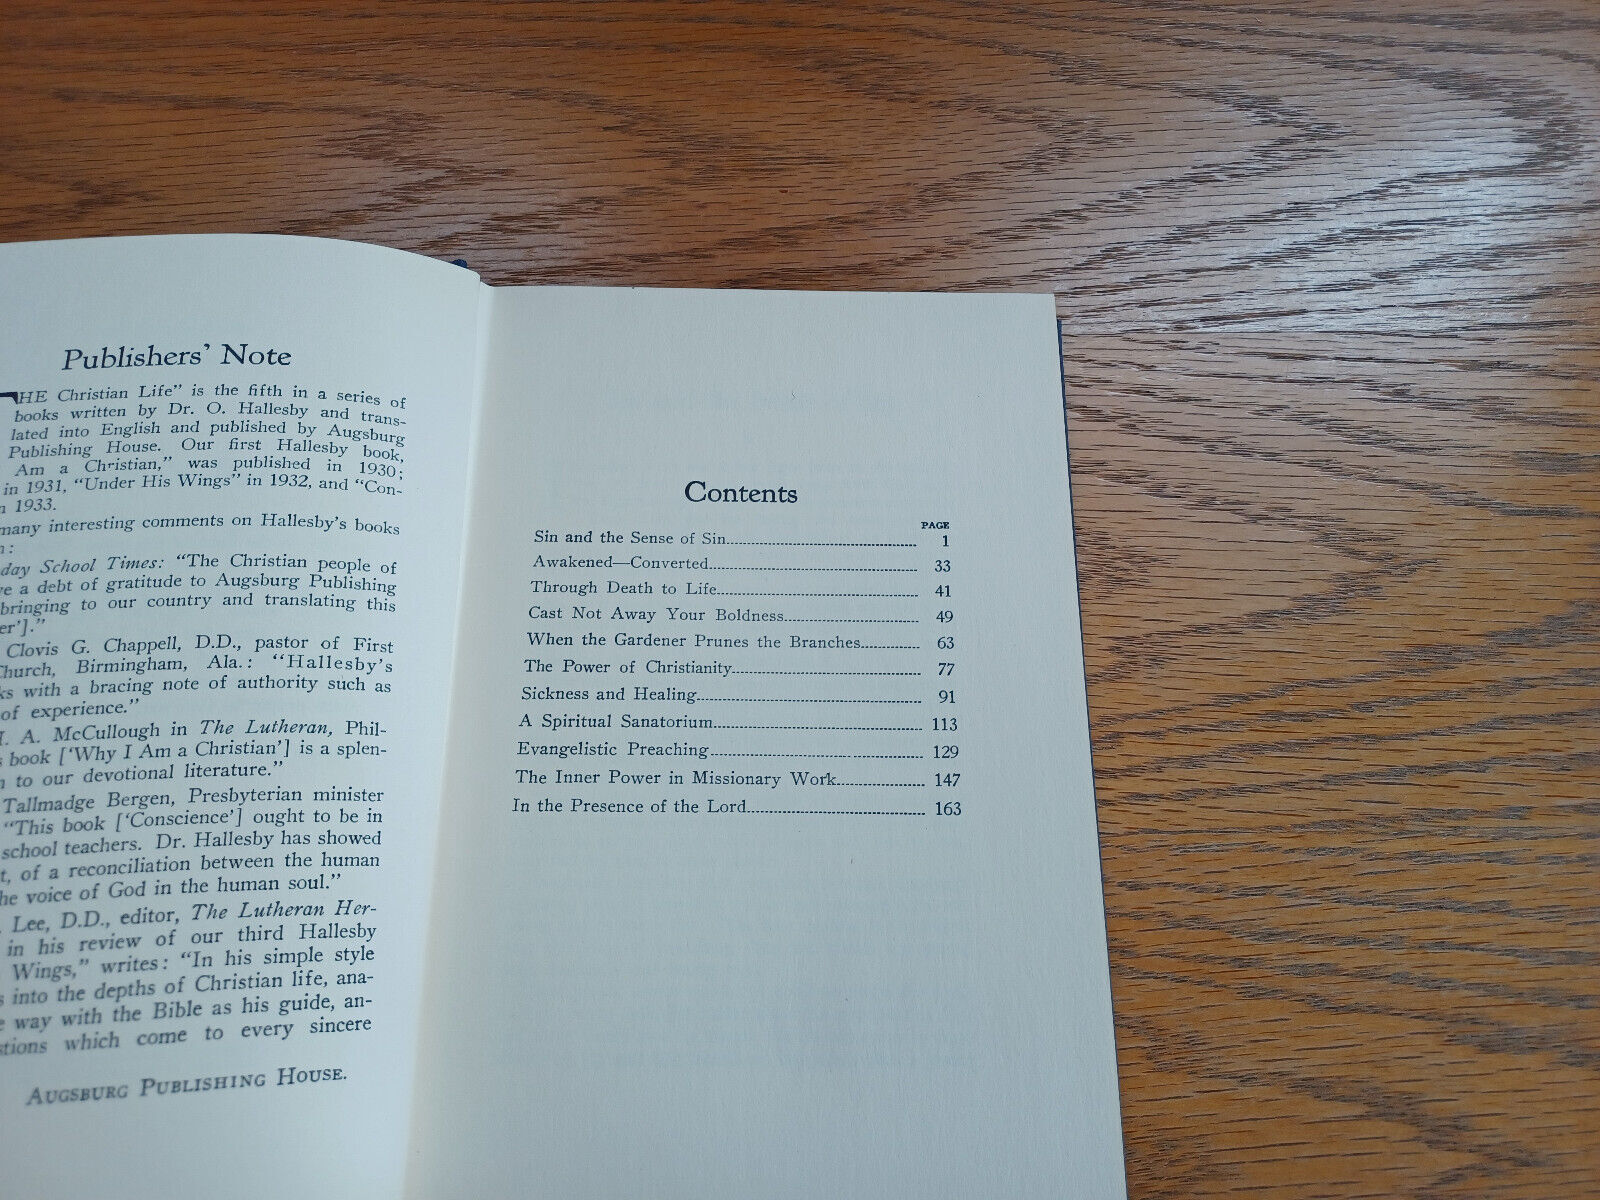 Publishers' Note
THE Christian Life" is the fifth in a series of
books written by Dr. O. Hallesby and trans-
lated into English and published by Augsburg
Publishing House. Our first Hallesby book,
Am a Christian," was published in 1930;
in 1931, "Under His Wings" in 1932, and "Con-
1933.
many interesting comments on Hallesby's books
:
day School Times: "The Christian people of
e a debt of gratitude to Augsburg Publishing
bringing to our country and translating this
er']."
Clovis G. Chappell, D.D., pastor of First
Church, Birmingham, Ala.: "Hallesby's
ks with a bracing note of authority such as
of experience."
. A. McCullough in The Lutheran, Phil-
book ['Why I Am a Christian'] is a splen-
to our devotional literature."
Tallmadge Bergen, Presbyterian minister
"This book ['Conscience'] ought to be in
school teachers. Dr. Hallesby has showed
t, of a reconciliation between the human
he voice of God in the human soul."
Lee, D.D., editor, The Lutheran Her-
in his review of our third Hallesby
Wings," writes: "In his simple style
s into the depths of Christian life, ana-
e way with the Bible as his guide, an-
stions which come to every sincere
AUGSBURG PUBLISHING HOUSE.
Contents
PAGE
Sin and the Sense of Sin 1
Awakened—Converted 33
Through Death to Life 41
Cast Not Away Your Boldness 49
When the Gardener Prunes the Branches 63
The Power of Christianity 77
Sickness and Healing 91
A Spiritual Sanatorium 113
Evangelistic Preaching 129
The Inner Power in Missionary Work 147
In the Presence of the Lord 163